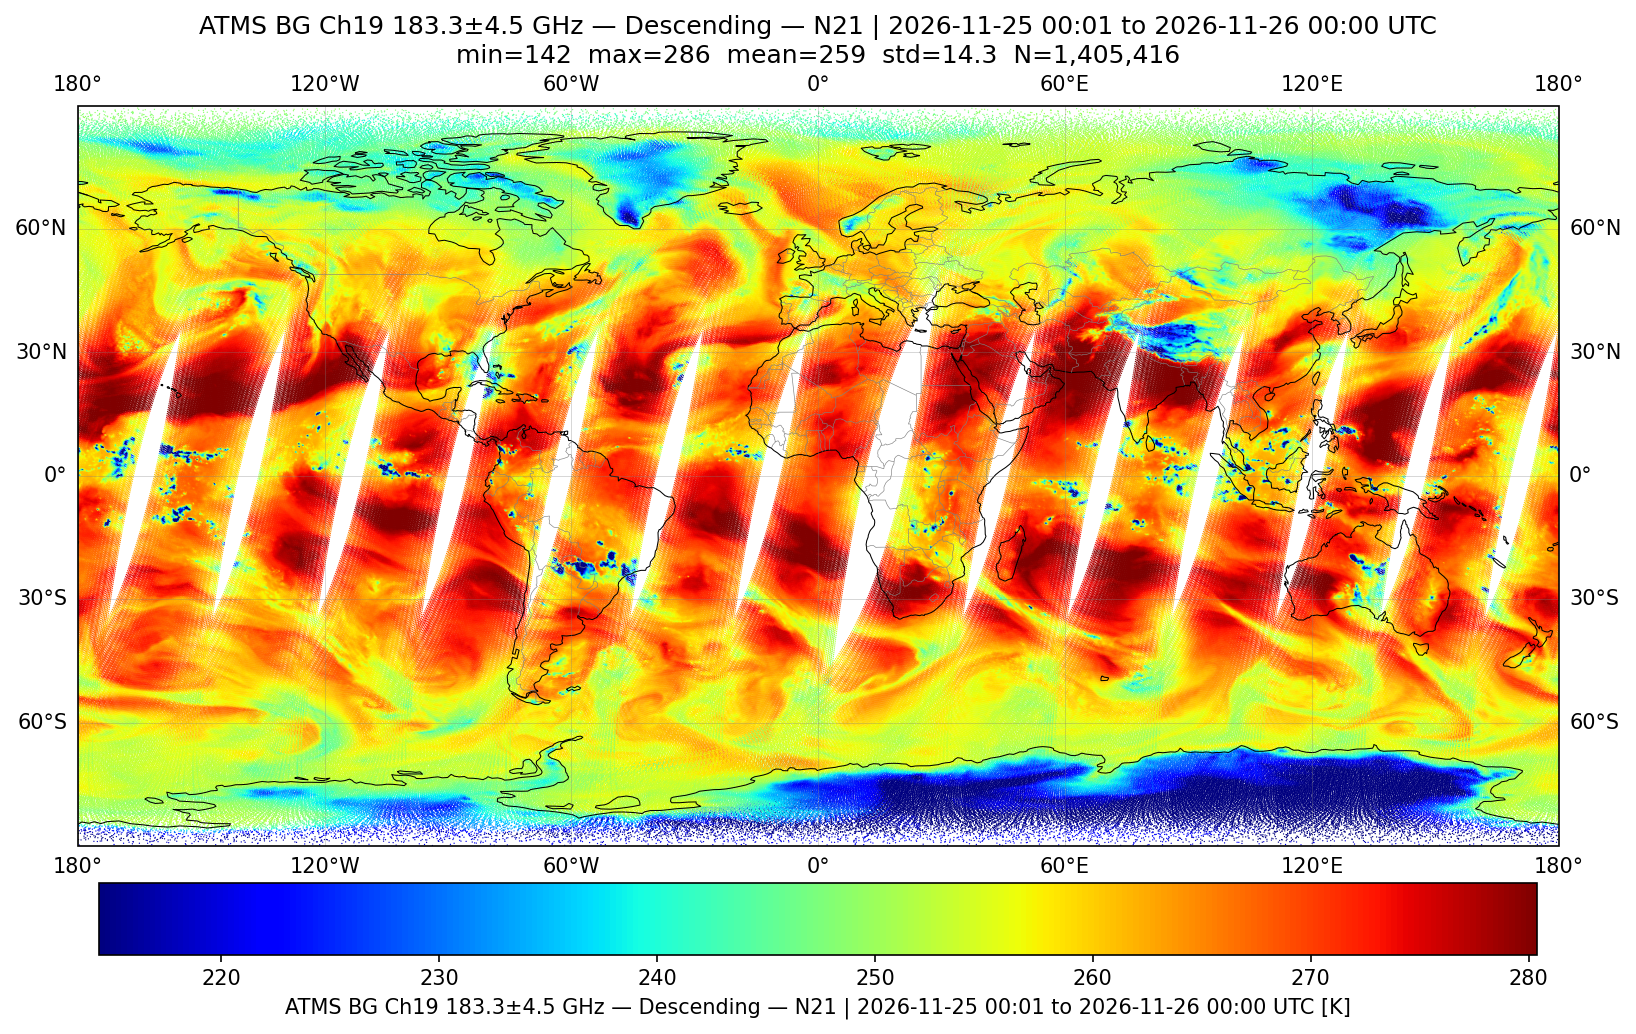 ATMS BG Ch19 183.3±4.5 GHz — Descending — N21 | 2026-11-25 00:01 to 2026-11-26 00:00 UTC
min=142  max=286  mean=259  std=14.3  N=1,405,416
180° 120°W 60°W 0° 60°E 120°E 180°
60°N 60°N
30°N 30°N
0° 0°
30°S 30°S
60°S 60°S
180° 120°W 60°W 0° 60°E 120°E 180°
220 230 240 250 260 270 280
ATMS BG Ch19 183.3±4.5 GHz — Descending — N21 | 2026-11-25 00:01 to 2026-11-26 00:00 UTC [K]